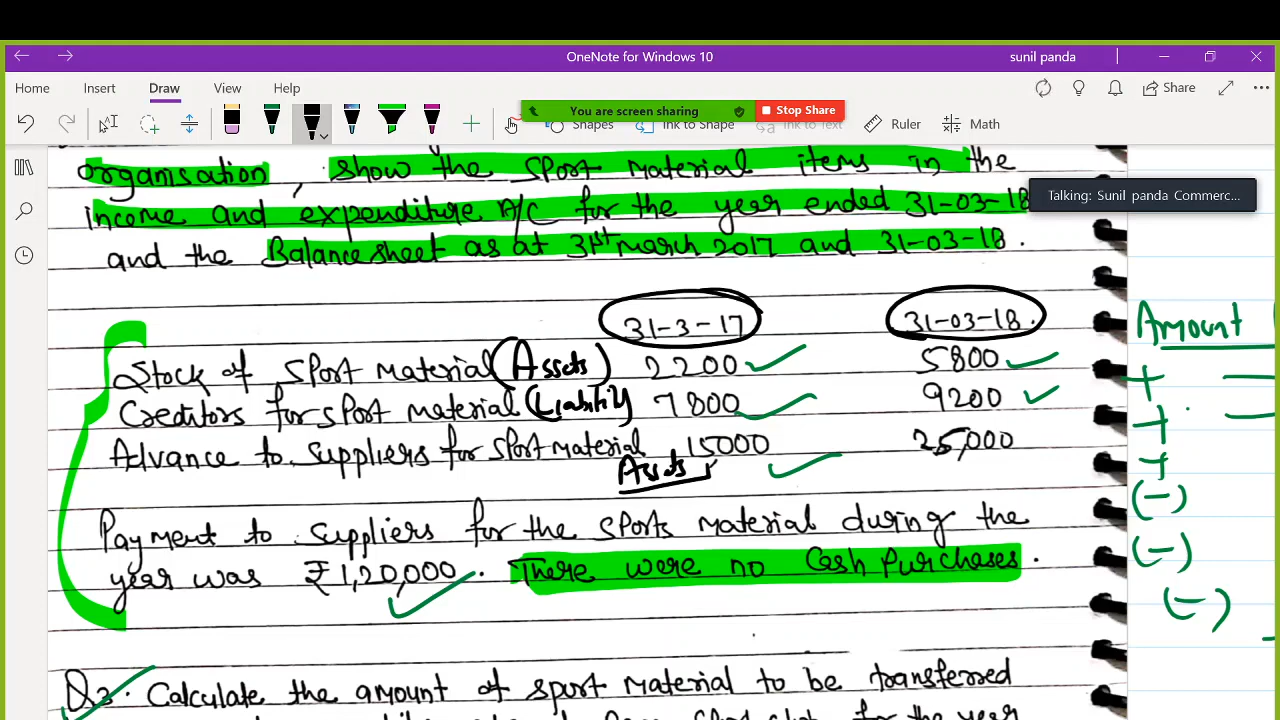 OneNote for Windows 10
sunil panda
Home Insert Draw View Help
You are screen sharing
Stop Share
Share
Shapes Ink to Shape Ink to Text Ruler Math
Talking: Sunil panda Commerc...
organisation, show the sport material items in the
income and expenditure A/C for the year ended 31-03-18
and the Balance sheet as at 31st march 2017 and 31-03-18.
31-3-17 31-03-18.
Stock of sport material (Assets) 2200 5800
Creditors for sport material (Liability) 7800 9200
Advance to suppliers for sport material 15000 25,000
Assets
Payment to suppliers for the sports material during the
year was ₹1,20,000. There were no Cash Purchases.
Q3. Calculate the amount of sport material to be transferred
Amount
+
+
+
(-)
(-)
(-)